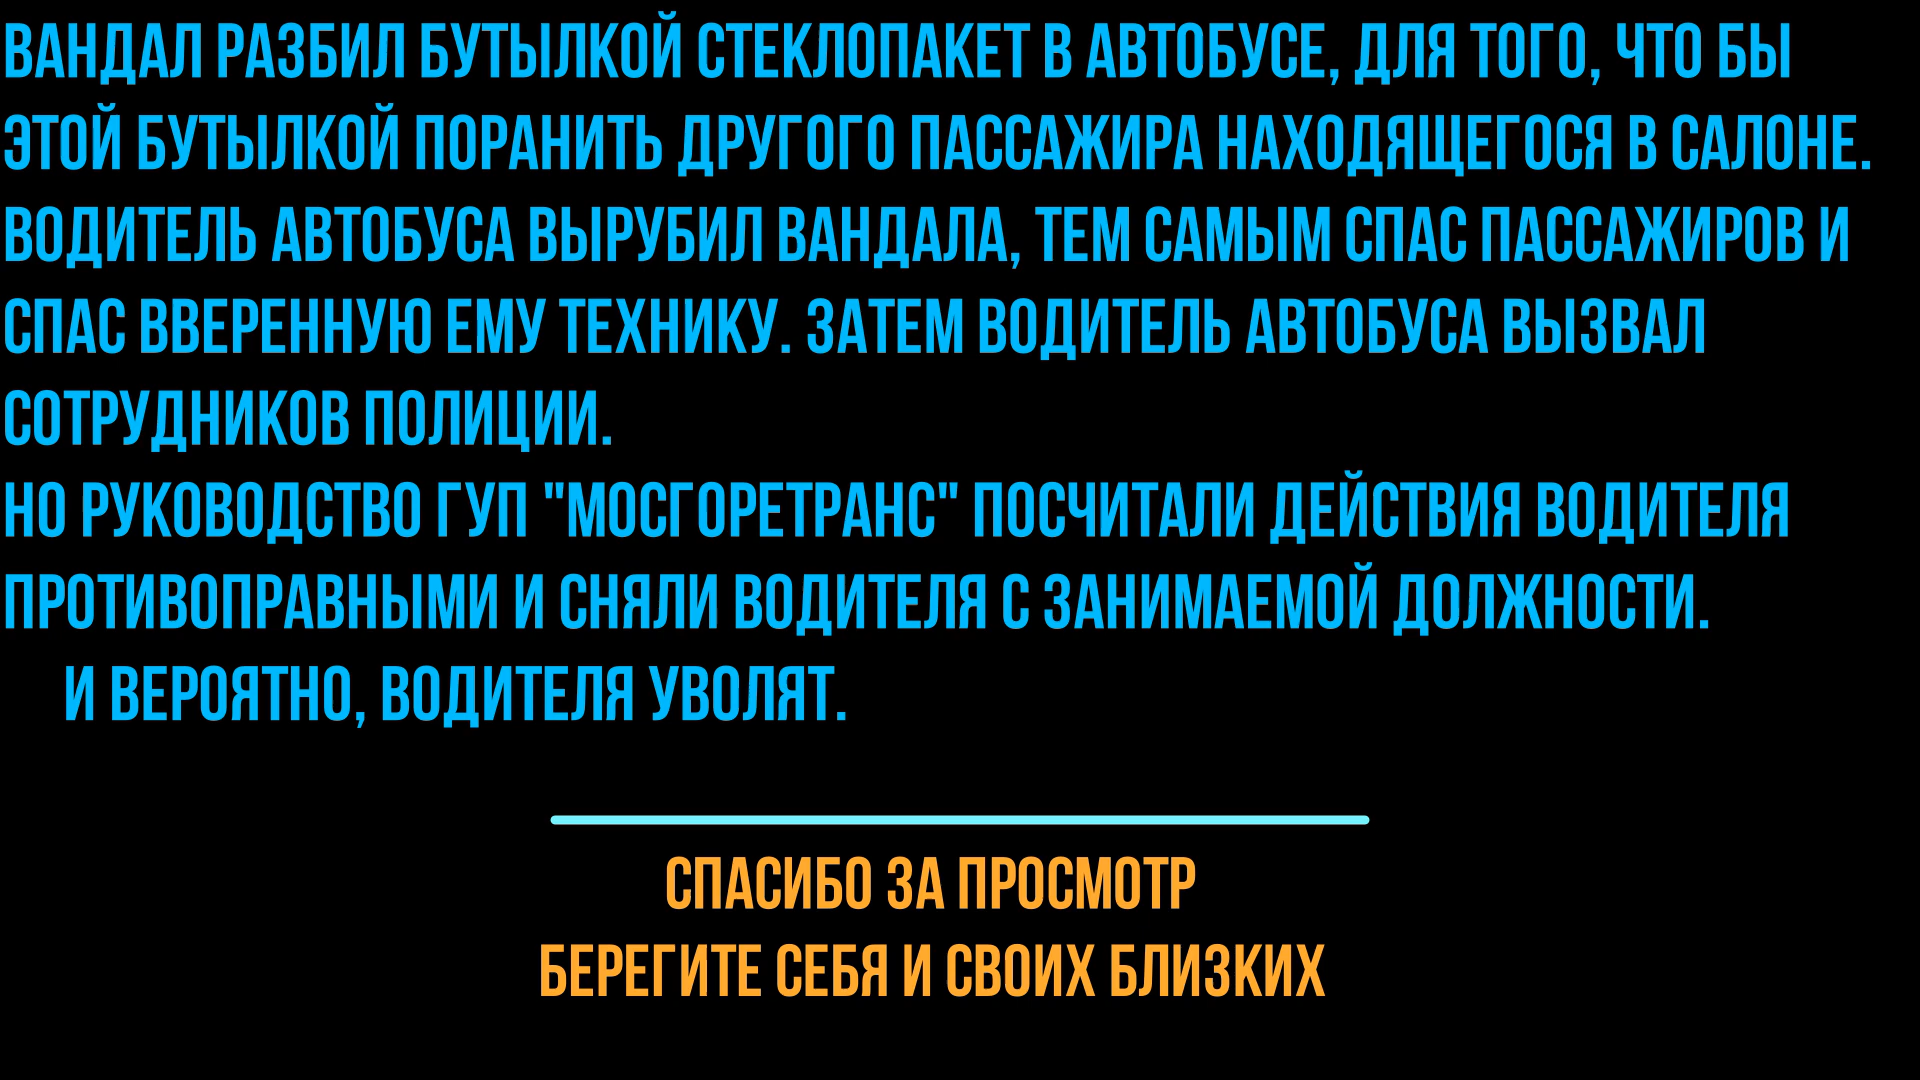 ВАНДАЛ РАЗБИЛ БУТЫЛКОЙ СТЕКЛОПАКЕТ В АВТОБУСЕ, ДЛЯ ТОГО, ЧТО БЫ
ЭТОЙ БУТЫЛКОЙ ПОРАНИТЬ ДРУГОГО ПАССАЖИРА НАХОДЯЩЕГОСЯ В САЛОНЕ.
ВОДИТЕЛЬ АВТОБУСА ВЫРУБИЛ ВАНДАЛА, ТЕМ САМЫМ СПАС ПАССАЖИРОВ И
СПАС ВВЕРЕННУЮ ЕМУ ТЕХНИКУ. ЗАТЕМ ВОДИТЕЛЬ АВТОБУСА ВЫЗВАЛ
СОТРУДНИКОВ ПОЛИЦИИ.
НО РУКОВОДСТВО ГУП "МОСГОРЕТРАНС" ПОСЧИТАЛИ ДЕЙСТВИЯ ВОДИТЕЛЯ
ПРОТИВОПРАВНЫМИ И СНЯЛИ ВОДИТЕЛЯ С ЗАНИМАЕМОЙ ДОЛЖНОСТИ.
И ВЕРОЯТНО, ВОДИТЕЛЯ УВОЛЯТ.
СПАСИБО ЗА ПРОСМОТР
БЕРЕГИТЕ СЕБЯ И СВОИХ БЛИЗКИХ